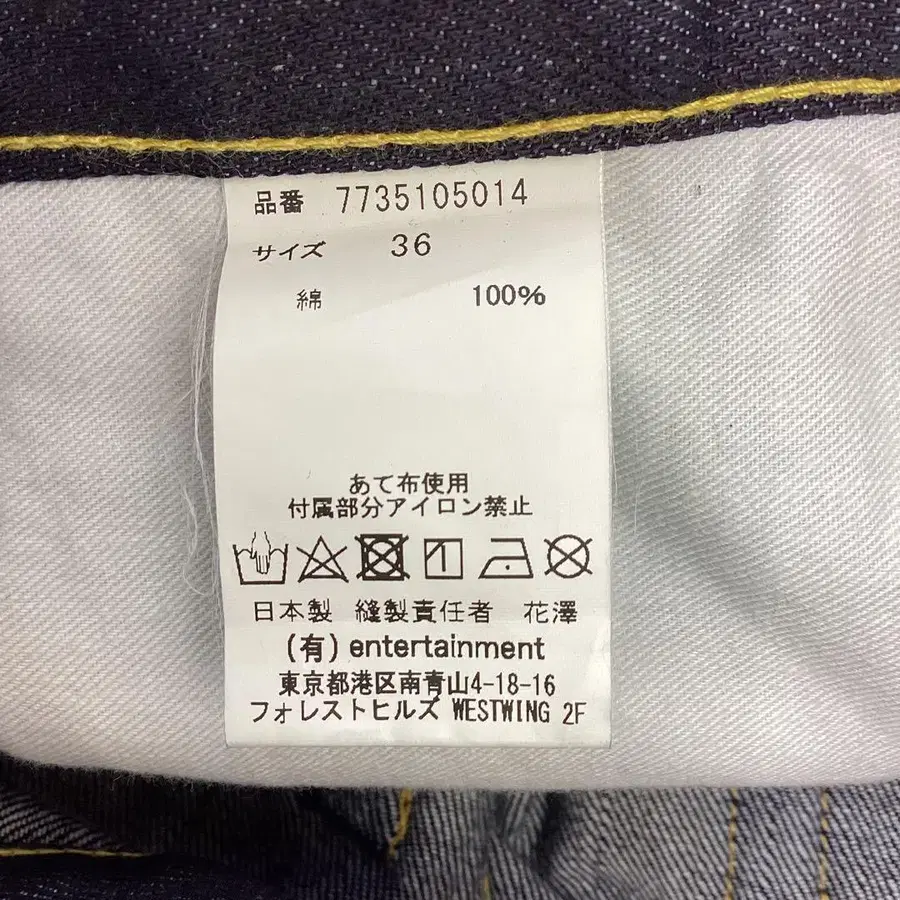 品番 7735105014
サイズ 36
綿 100%
あて布使用
付属部分アイロン禁止
日本製 縫製責任者 花澤
(有) entertainment
東京都港区南青山4-18-16
フォレストヒルズ WESTWING 2F